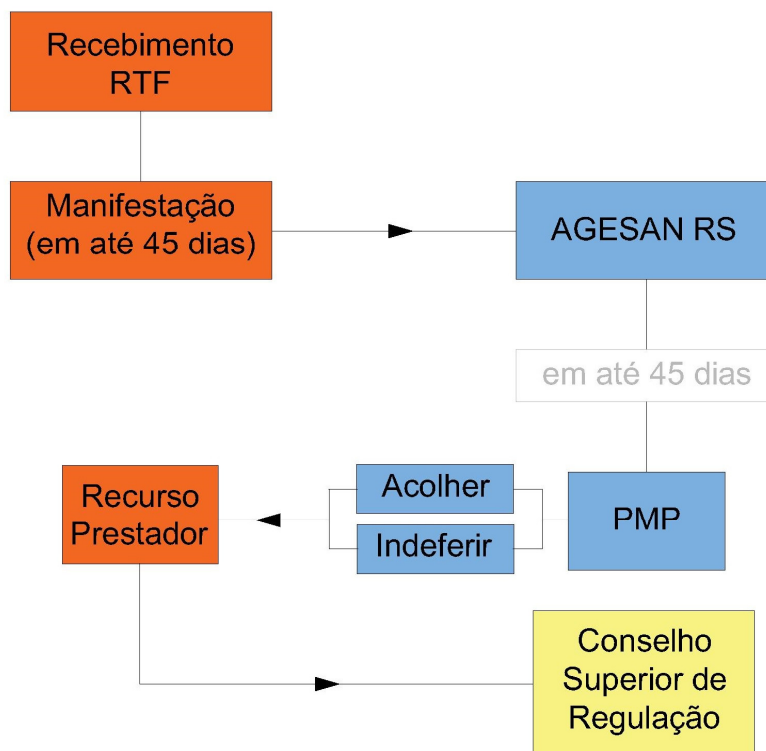 Recebimento
RTF
Manifestação
(em até 45 dias)
AGESAN RS
em até 45 dias
Recurso
Prestador
Acolher
Indeferir
PMP
Conselho
Superior de
Regulação